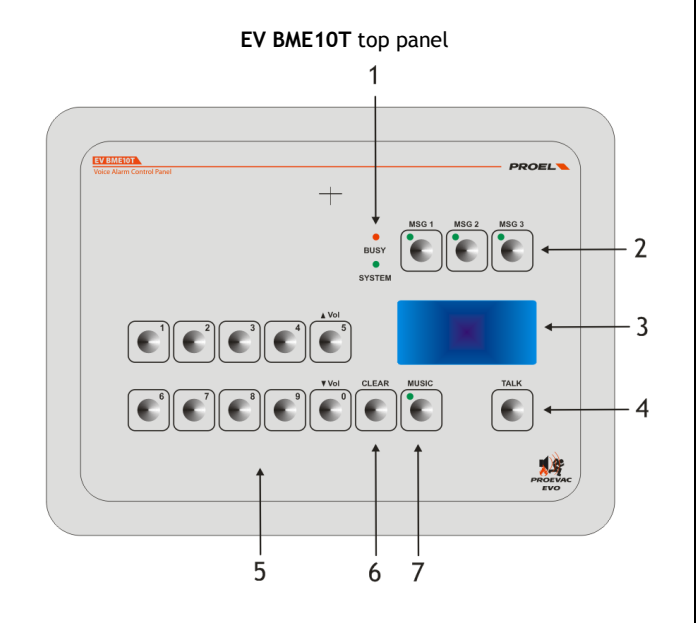 EV BME10T top panel
1
EV BME10T
Voice Alarm Control Panel
PROEL
MSG 1 MSG 2 MSG 3
BUSY
2
SYSTEM
▲ Vol
3
1 2 3 4 5
▼ Vol CLEAR MUSIC TALK
6 7 8 9 0
4
PROEVAC
EVO
5 6 7